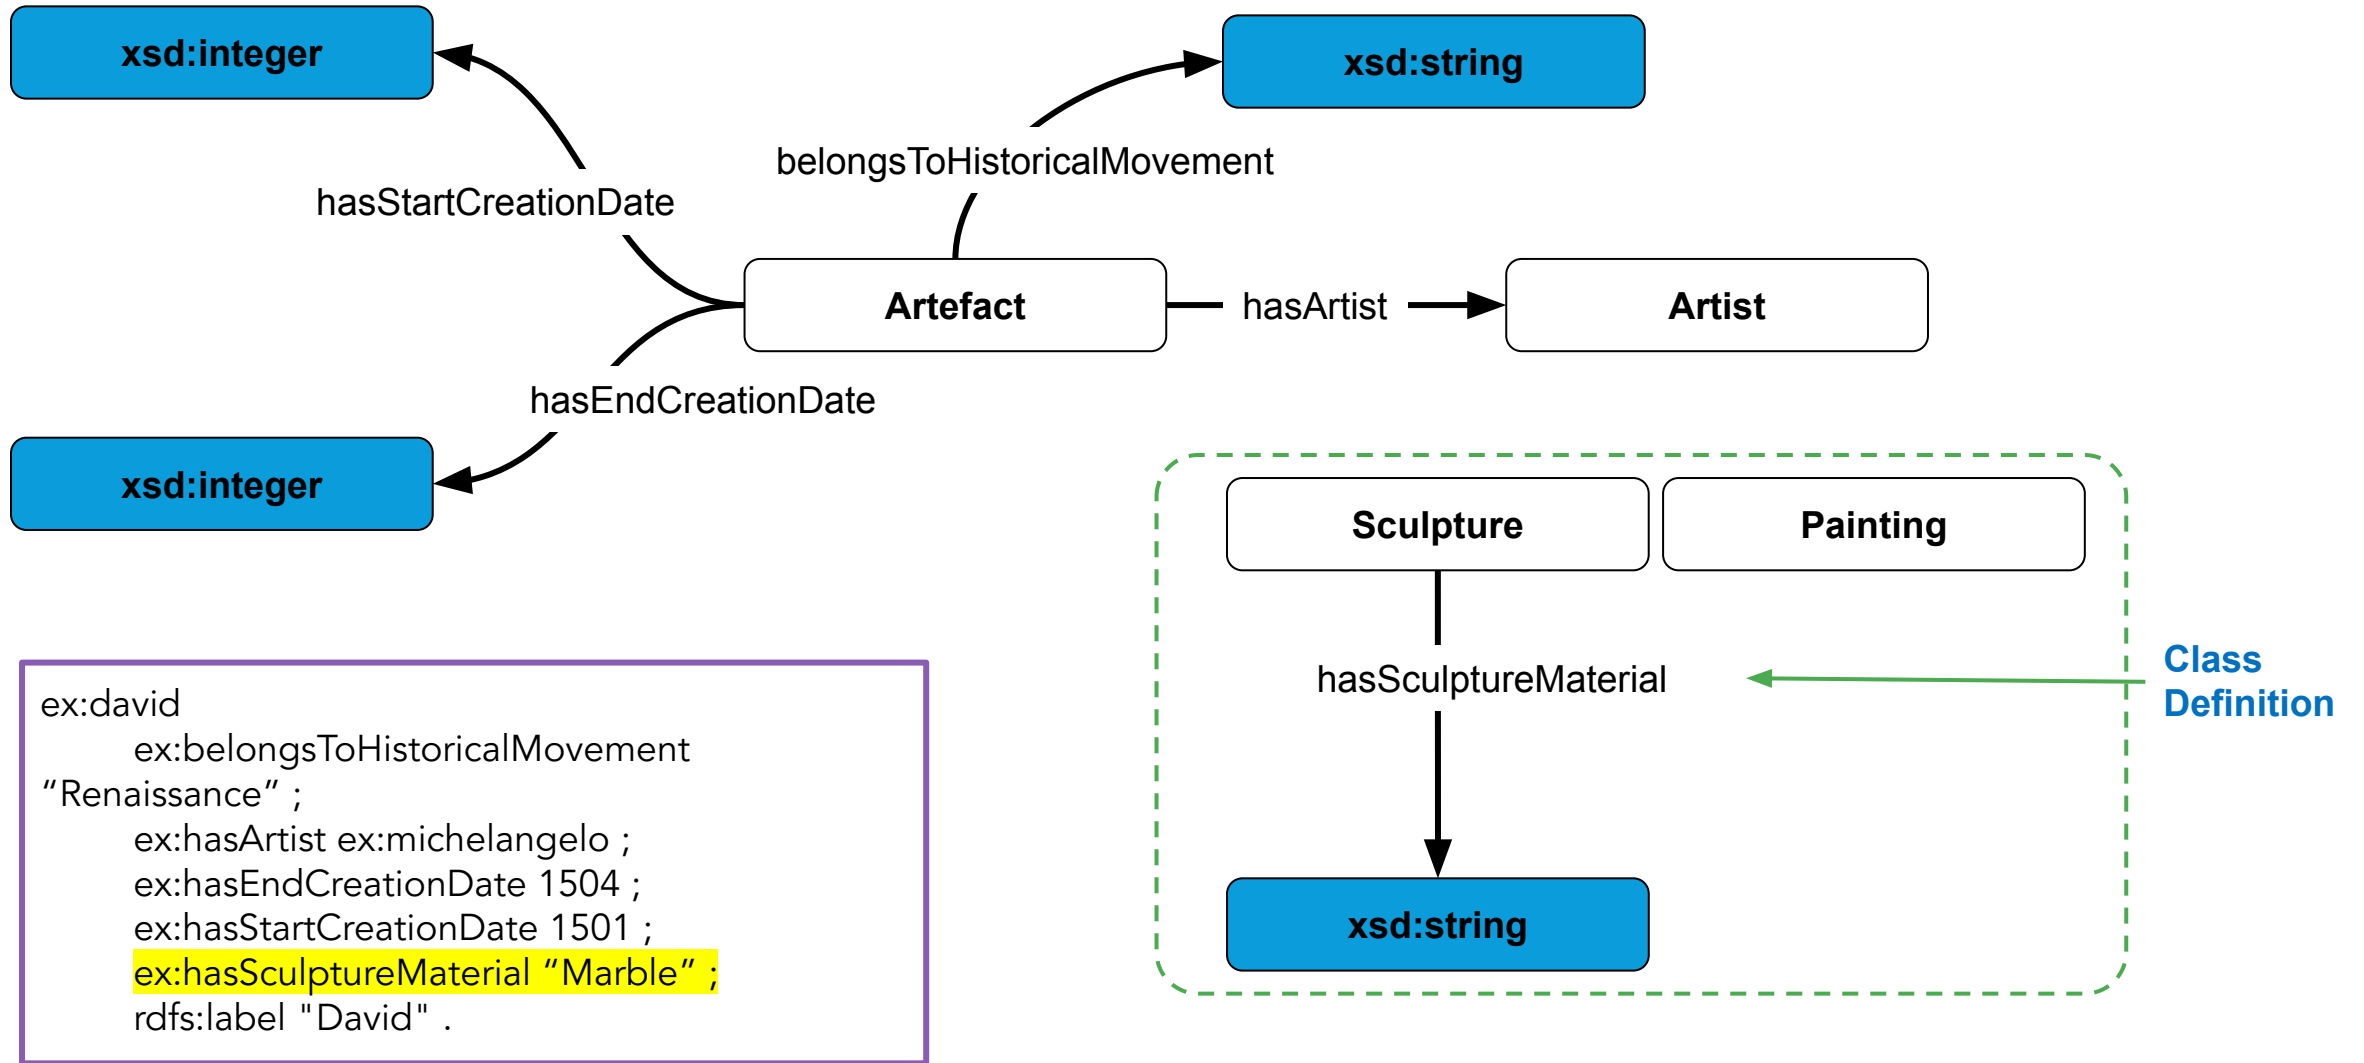 xsd:integer
xsd:string
belongsToHistoricalMovement
hasStartCreationDate
Artefact
hasArtist
Artist
hasEndCreationDate
xsd:integer
Sculpture
Painting
hasSculptureMaterial
Class
Definition
xsd:string
ex:david
ex:belongsToHistoricalMovement
“Renaissance” ;
ex:hasArtist ex:michelangelo ;
ex:hasEndCreationDate 1504 ;
ex:hasStartCreationDate 1501 ;
ex:hasSculptureMaterial “Marble” ;
rdfs:label "David" .